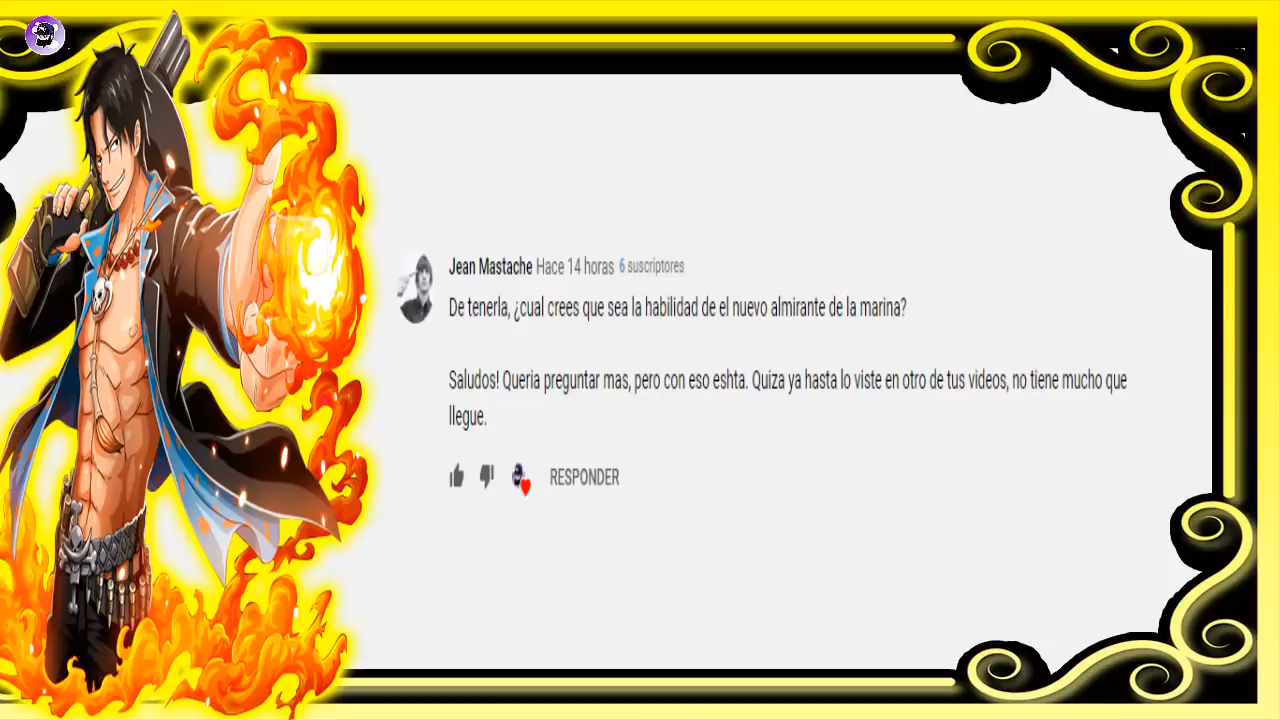 Jean Mastache Hace 14 horas 6 suscriptores
De tenerla, ¿cual crees que sea la habilidad de el nuevo almirante de la marina?
Saludos! Queria preguntar mas, pero con eso eshta. Quiza ya hasta lo viste en otro de tus videos, no tiene mucho que
llegue.
RESPONDER